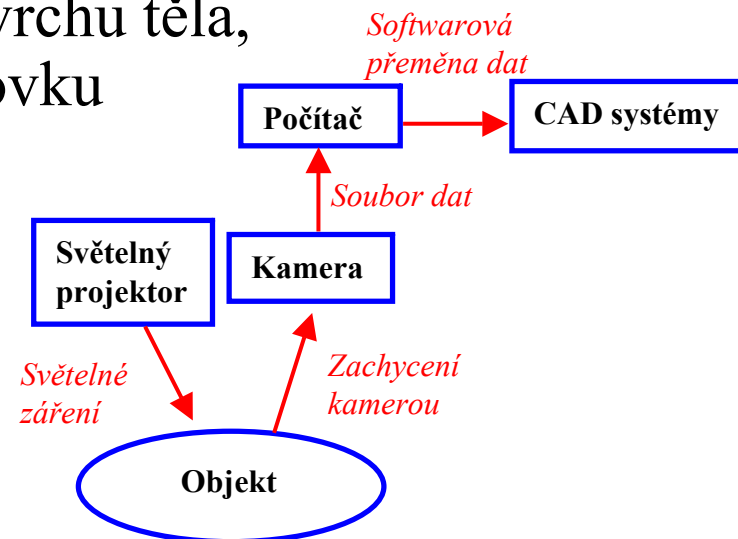 vrchu těla,
ovku
Softwarová
přeměna dat
Počítač
CAD systémy
Soubor dat
Světelný
projektor
Kamera
Světelné
záření
Zachycení
kamerou
Objekt